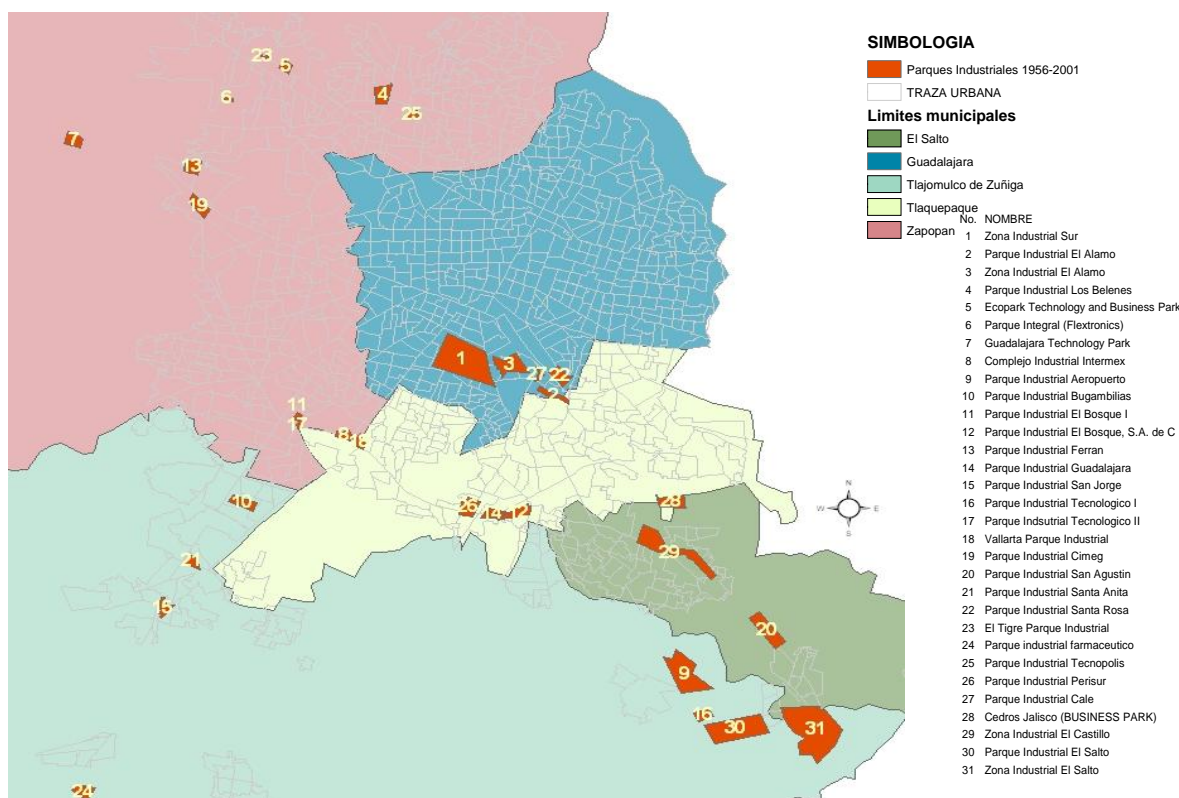 23
5
6
4
25
7
13
19
1
3
27
22
2
11
17
8
18
10
26
14
12
28
29
21
15
20
9
16
30
31
24
N
W E
S
SIMBOLOGIA
Parques Industriales 1956-2001
TRAZA URBANA
Limites municipales
El Salto
Guadalajara
Tlajomulco de Zuñiga
Tlaquepaque
Zapopan
No. NOMBRE
1 Zona Industrial Sur
2 Parque Industrial El Alamo
3 Zona Industrial El Alamo
4 Parque Industrial Los Belenes
5 Ecopark Technology and Business Park
6 Parque Integral (Flextronics)
7 Guadalajara Technology Park
8 Complejo Industrial Intermex
9 Parque Industrial Aeropuerto
10 Parque Industrial Bugambilias
11 Parque Industrial El Bosque I
12 Parque Industrial El Bosque, S.A. de C
13 Parque Industrial Ferran
14 Parque Industrial Guadalajara
15 Parque Industrial San Jorge
16 Parque Industrial Tecnologico I
17 Parque Indsutrial Tecnologico II
18 Vallarta Parque Industrial
19 Parque Industrial Cimeg
20 Parque Industrial San Agustin
21 Parque Industrial Santa Anita
22 Parque Industrial Santa Rosa
23 El Tigre Parque Industrial
24 Parque industrial farmaceutico
25 Parque Industrial Tecnopolis
26 Parque Industrial Perisur
27 Parque Industrial Cale
28 Cedros Jalisco (BUSINESS PARK)
29 Zona Industrial El Castillo
30 Parque Industrial El Salto
31 Zona Industrial El Salto